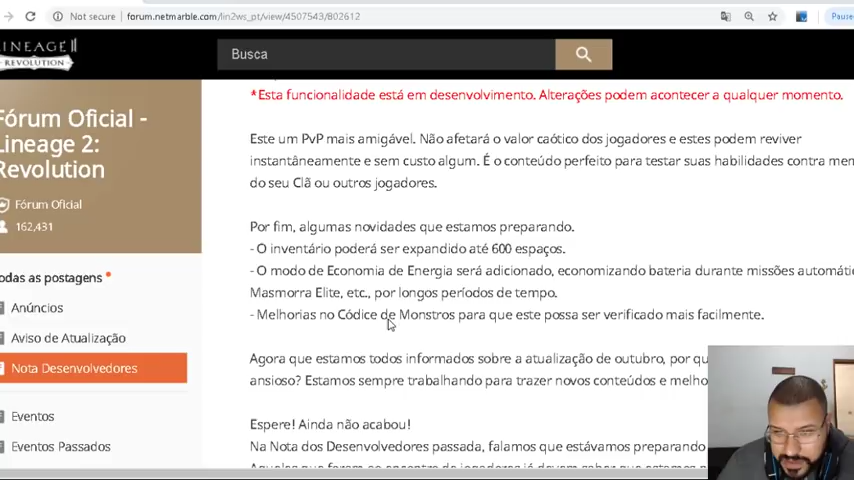 Not secure | forum.netmarble.com/lin2ws_pt/view/4507543/802612
Pause
LINEAGE II
REVOLUTION
Busca
Fórum Oficial -
Lineage 2:
Revolution
Fórum Oficial
162,431
odas as postagens
Anúncios
Aviso de Atualização
Nota Desenvolvedores
Eventos
Eventos Passados
*Esta funcionalidade está em desenvolvimento. Alterações podem acontecer a qualquer momento.
Este um PvP mais amigável. Não afetará o valor caótico dos jogadores e estes podem reviver
instantâneamente e sem custo algum. É o conteúdo perfeito para testar suas habilidades contra mem
do seu Clã ou outros jogadores.
Por fim, algumas novidades que estamos preparando.
- O inventário poderá ser expandido até 600 espaços.
- O modo de Economia de Energia será adicionado, economizando bateria durante missões automátic
Masmorra Elite, etc., por longos períodos de tempo.
- Melhorias no Códice de Monstros para que este possa ser verificado mais facilmente.
Agora que estamos todos informados sobre a atualização de outubro, por qu
ansioso? Estamos sempre trabalhando para trazer novos conteúdos e melho
Espere! Ainda não acabou!
Na Nota dos Desenvolvedores passada, falamos que estávamos preparando